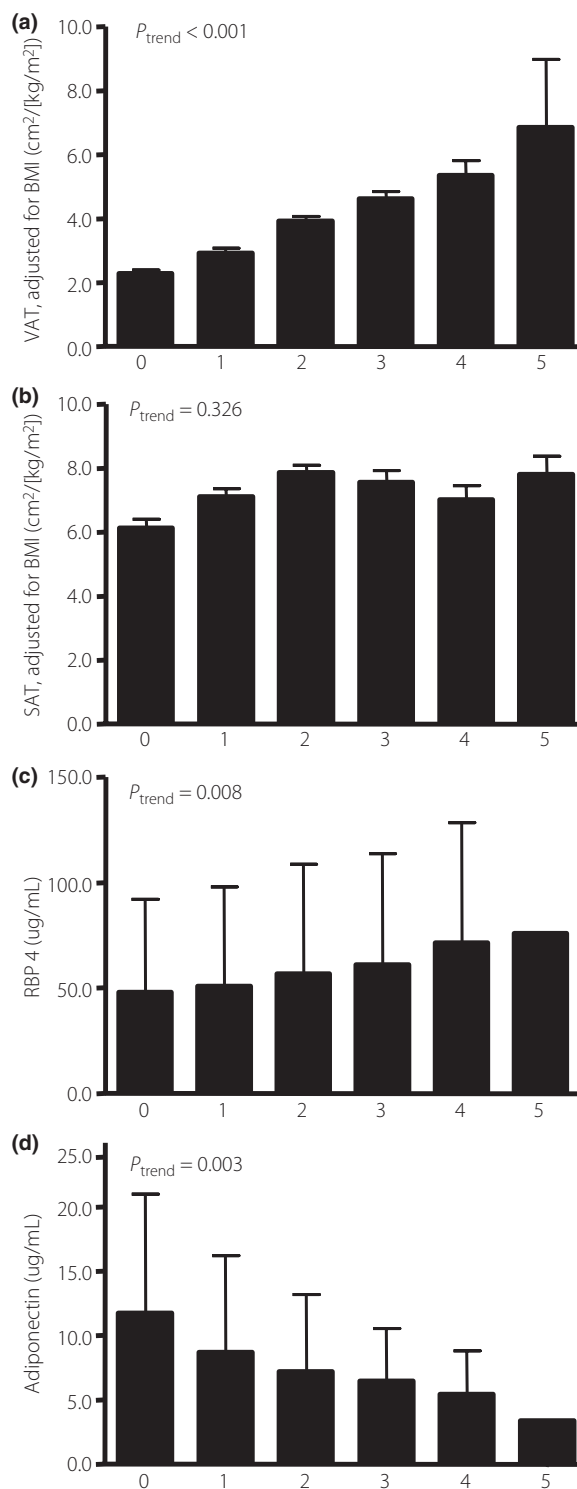 (a)
P trend < 0.001
VAT, adjusted for BMI (cm²/[kg/m²])
10.0
8.0
6.0
4.0
2.0
0.0
0 1 2 3 4 5
(b)
P trend = 0.326
SAT, adjusted for BMI (cm²/[kg/m²])
10.0
8.0
6.0
4.0
2.0
0.0
0 1 2 3 4 5
(c)
P trend = 0.008
RBP 4 (ug/mL)
150.0
100.0
50.0
0.0
0 1 2 3 4 5
(d)
P trend = 0.003
Adiponectin (ug/mL)
25.0
20.0
15.0
10.0
5.0
0.0
0 1 2 3 4 5